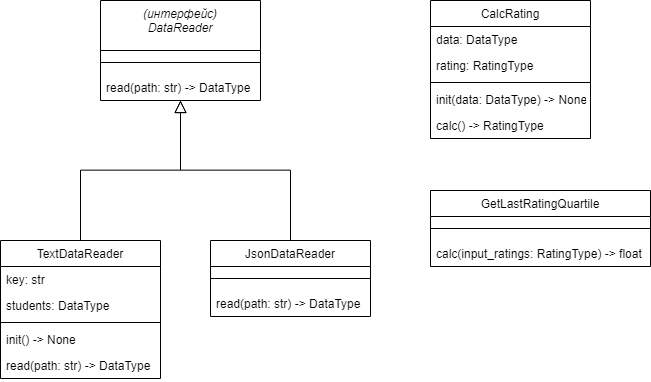 (интерфейс)
DataReader
read(path: str) -> DataType
CalcRating
data: DataType
rating: RatingType
init(data: DataType) -> None
calc() -> RatingType
GetLastRatingQuartile
calc(input_ratings: RatingType) -> float
TextDataReader
key: str
students: DataType
init() -> None
read(path: str) -> DataType
JsonDataReader
read(path: str) -> DataType